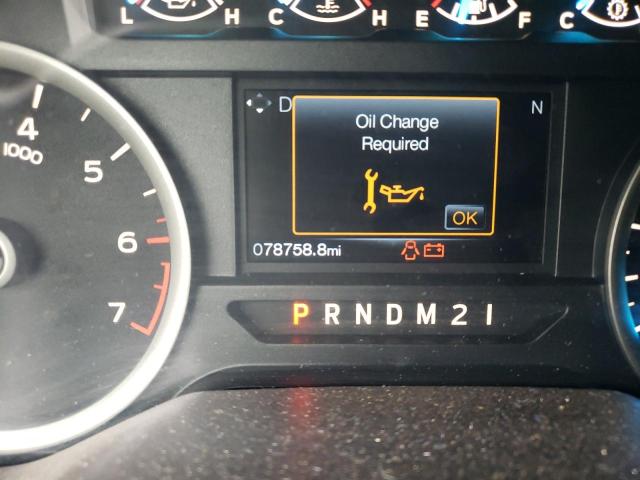 L H C H E F C
D
N
Oil Change
Required
OK
078758.8mi
4
1000
5
6
7
P R N D M 2 1